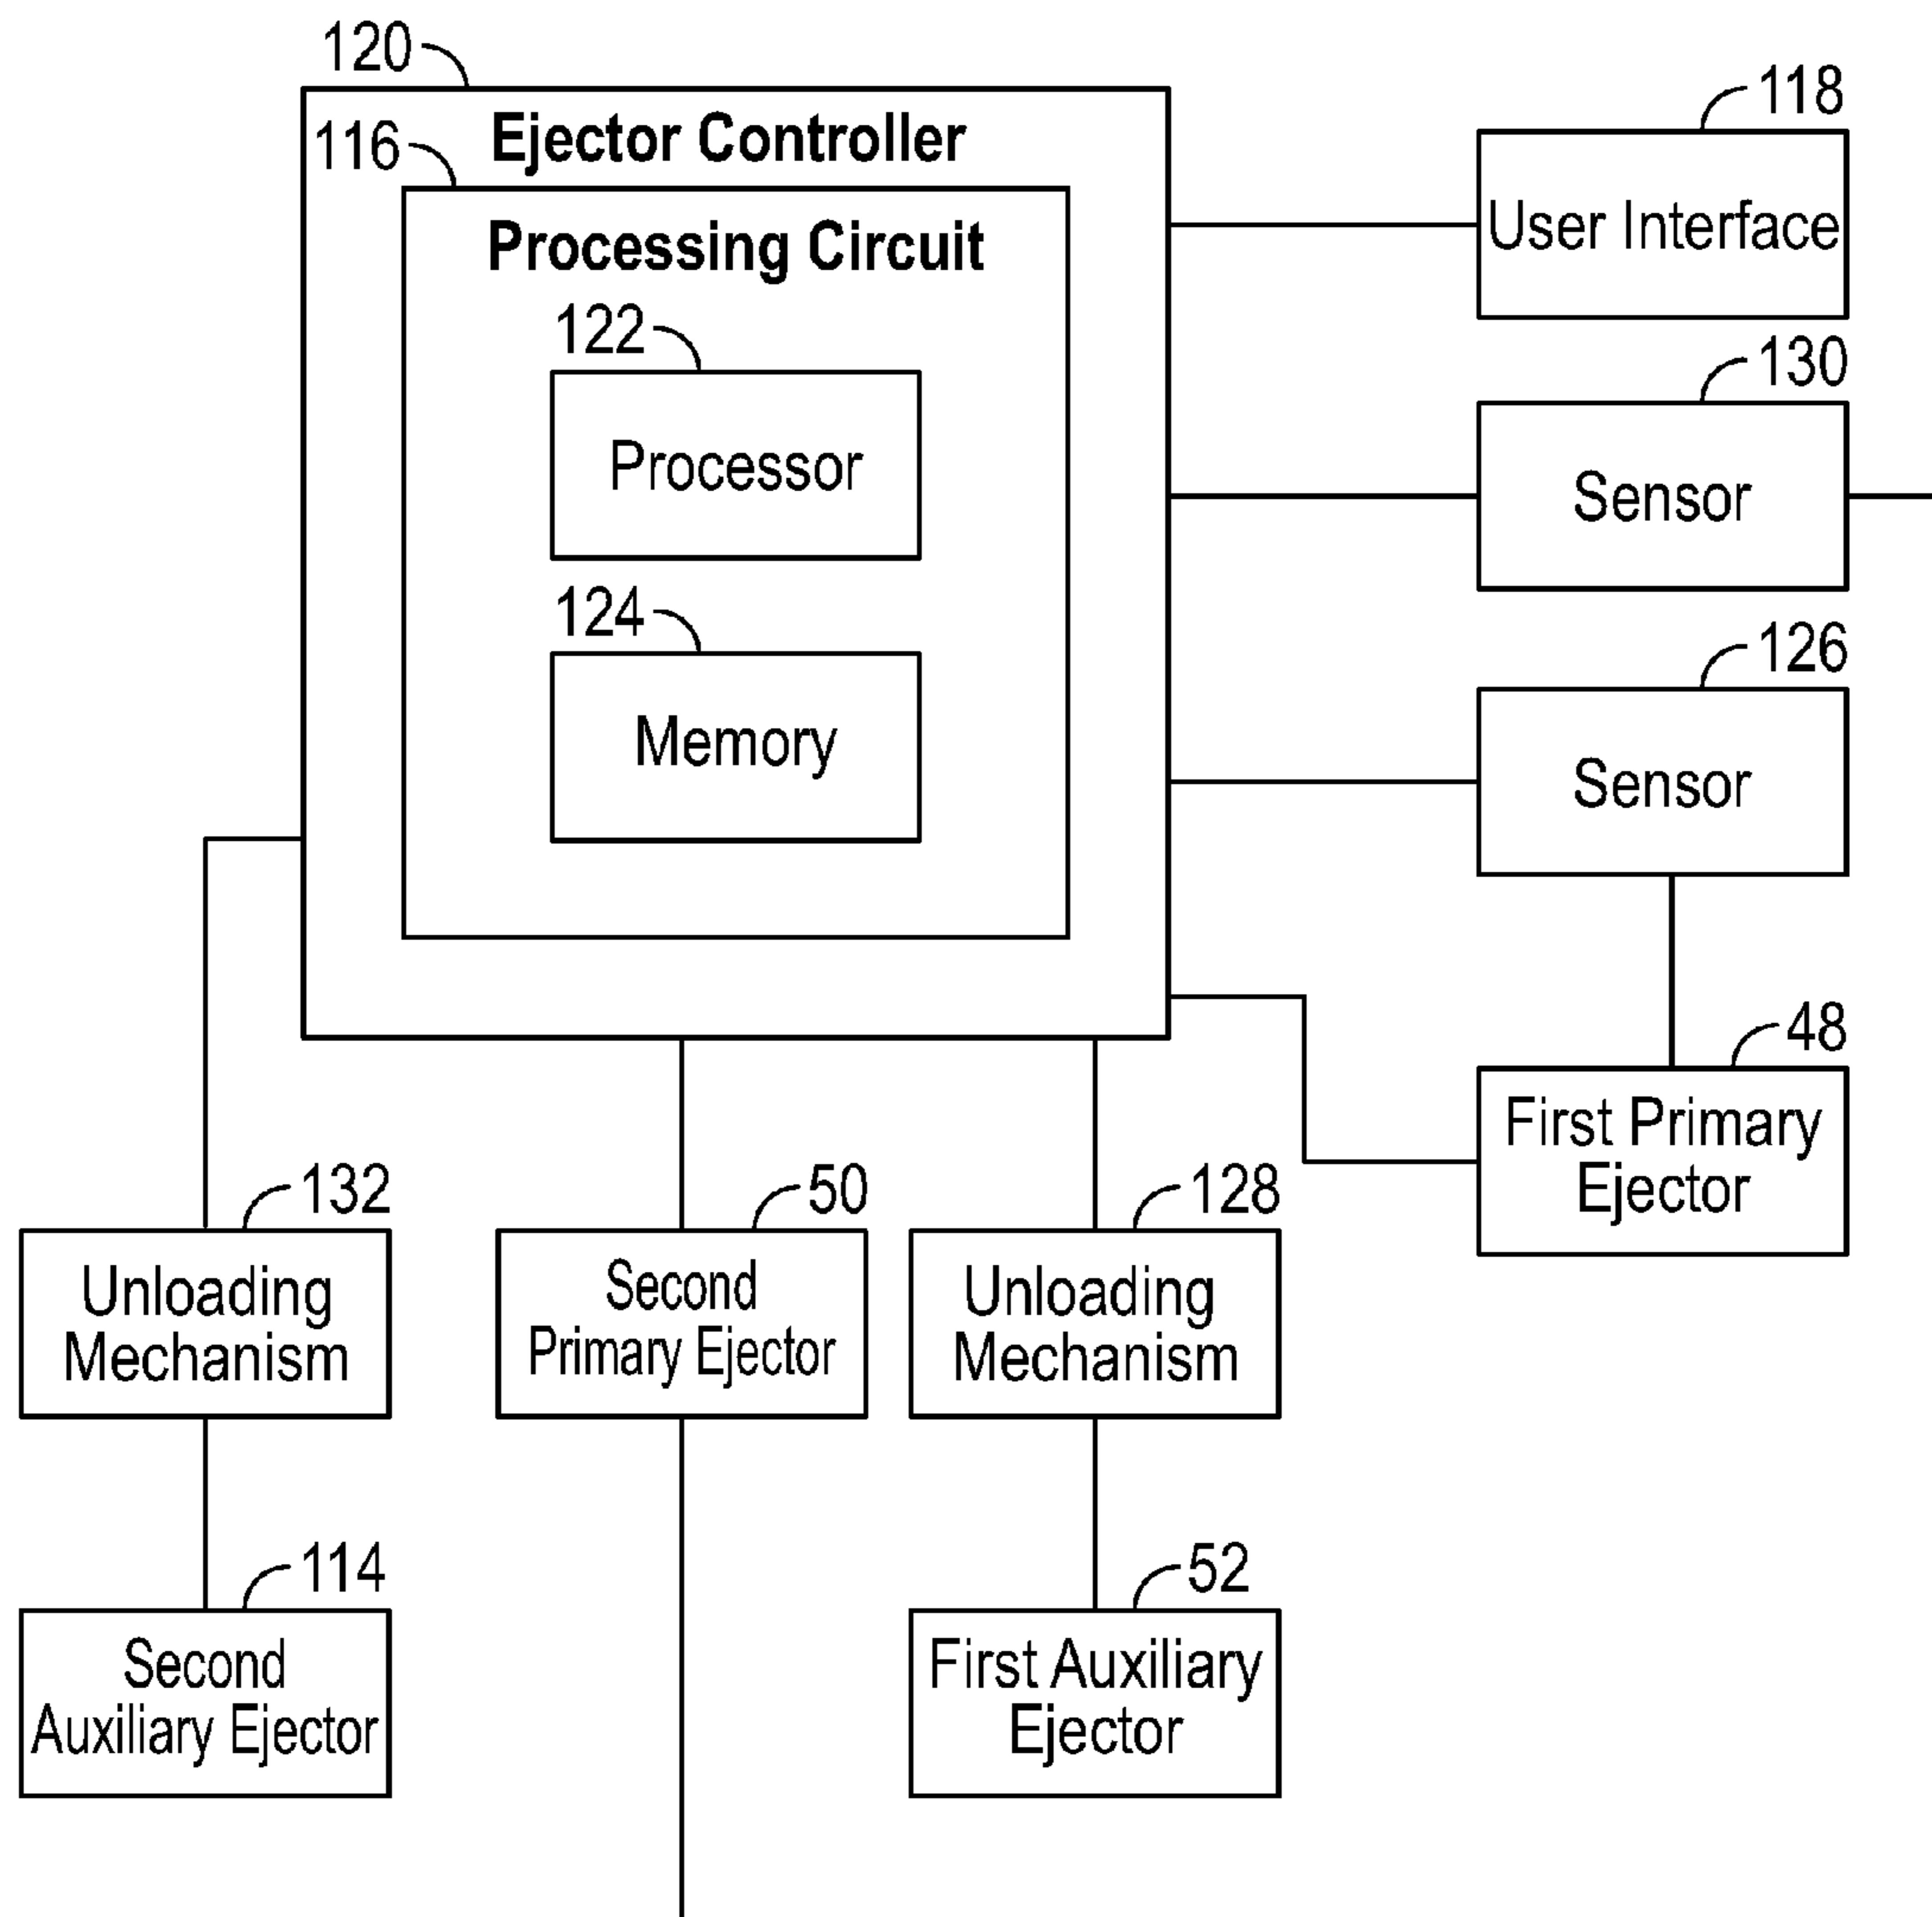 120
Ejector Controller
116
Processing Circuit
122
Processor
124
Memory
118
User Interface
130
Sensor
126
Sensor
48
First Primary
Ejector
132
Unloading
Mechanism
50
Second
Primary Ejector
128
Unloading
Mechanism
114
Second
Auxiliary Ejector
52
First Auxiliary
Ejector